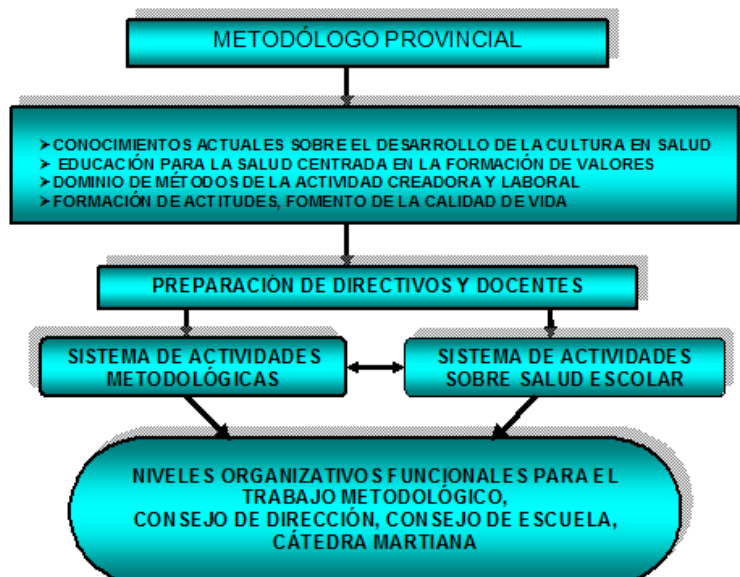 METODÓLOGO PROVINCIAL
➢ CONOCIMIENTOS ACTUALES SOBRE EL DESARROLLO DE LA CULTURA EN SALUD
➢ EDUCACIÓN PARA LA SALUD CENTRADA EN LA FORMACIÓN DE VALORES
➢ DOMINIO DE MÉTODOS DE LA ACTIVIDAD CREADORA Y LABORAL
➢ FORMACIÓN DE ACTITUDES, FOMENTO DE LA CALIDAD DE VIDA
PREPARACIÓN DE DIRECTIVOS Y DOCENTES
SISTEMA DE ACTIVIDADES
METODOLÓGICAS
SISTEMA DE ACTIVIDADES
SOBRE SALUD ESCOLAR
NIVELES ORGANIZATIVOS FUNCIONALES PARA EL
TRABAJO METODOLÓGICO,
CONSEJO DE DIRECCIÓN, CONSEJO DE ESCUELA,
CÁTEDRA MARTIANA